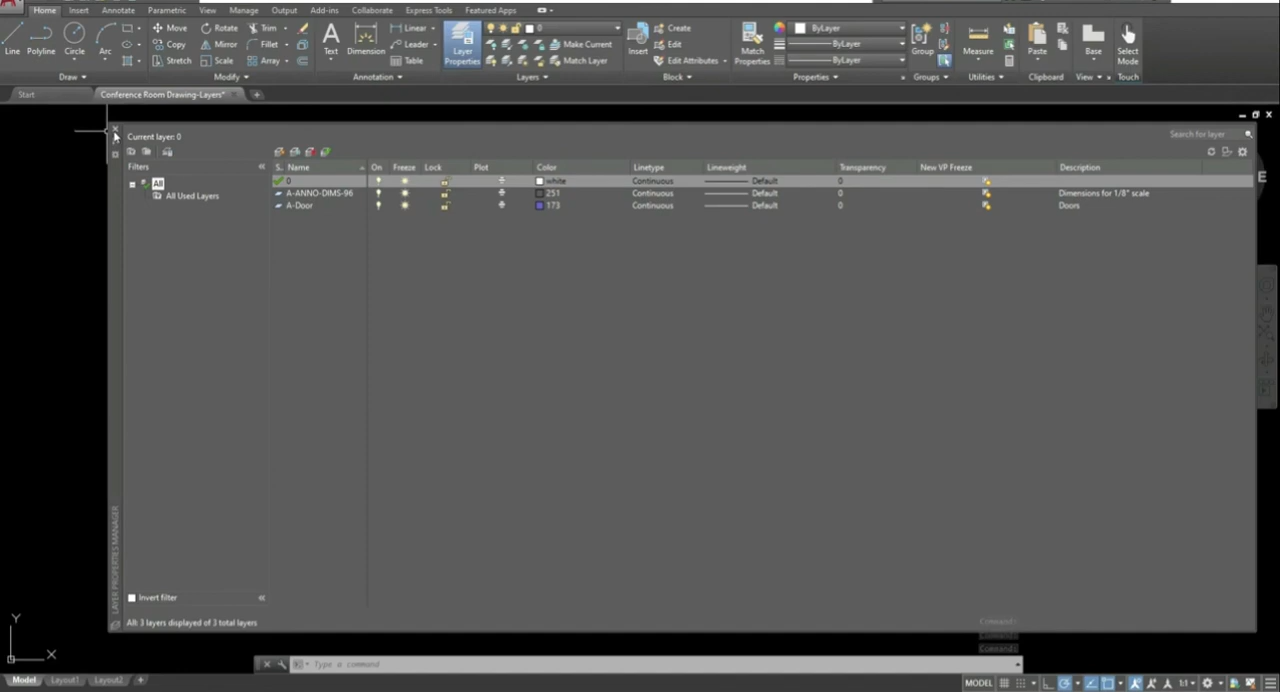 Home Insert Annotate Parametric View Manage Output Add-ins Collaborate Express Tools Featured Apps
Line Polyline Circle Arc
Move Rotate Trim
Copy Mirror Fillet
Stretch Scale Array
Text Dimension
Linear
Leader
Table
Layer Properties
0
Make Current
Match Layer
Insert
Create
Edit
Edit Attributes
Match Properties
ByLayer
ByLayer
ByLayer
Group Measure Paste Base Select Mode
Draw Modify Annotation Layers Block Properties Groups Utilities Clipboard View Touch
Start Conference Room Drawing-Layers*
Current layer: 0
Search for layer
Filters
S.. Name On Freeze Lock Plot Color Linetype Lineweight Transparency New VP Freeze Description
All
All Used Layers
0 white Continuous Default 0
A-ANNO-DIMS-96 251 Continuous Default 0 Dimensions for 1/8" scale
A-Door 173 Continuous Default 0 Doors
E
LAYER PROPERTIES MANAGER
Invert filter
All: 3 layers displayed of 3 total layers
Command:
Command:
Command:
Y
X
Type a command
Model Layout1 Layout2 +
MODEL 1:1